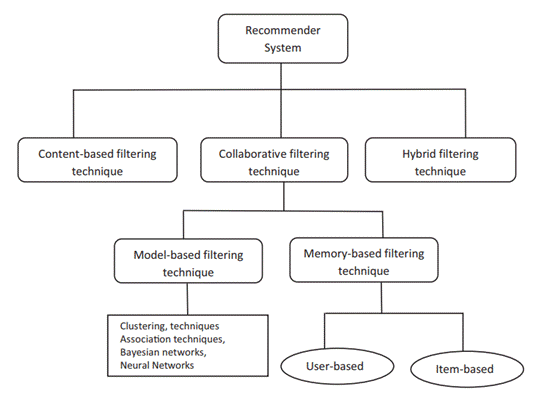 Recommender
System
Content-based filtering
technique
Collaborative filtering
technique
Hybrid filtering
technique
Model-based filtering
technique
Memory-based filtering
technique
Clustering, techniques
Association techniques,
Bayesian networks,
Neural Networks
User-based
Item-based